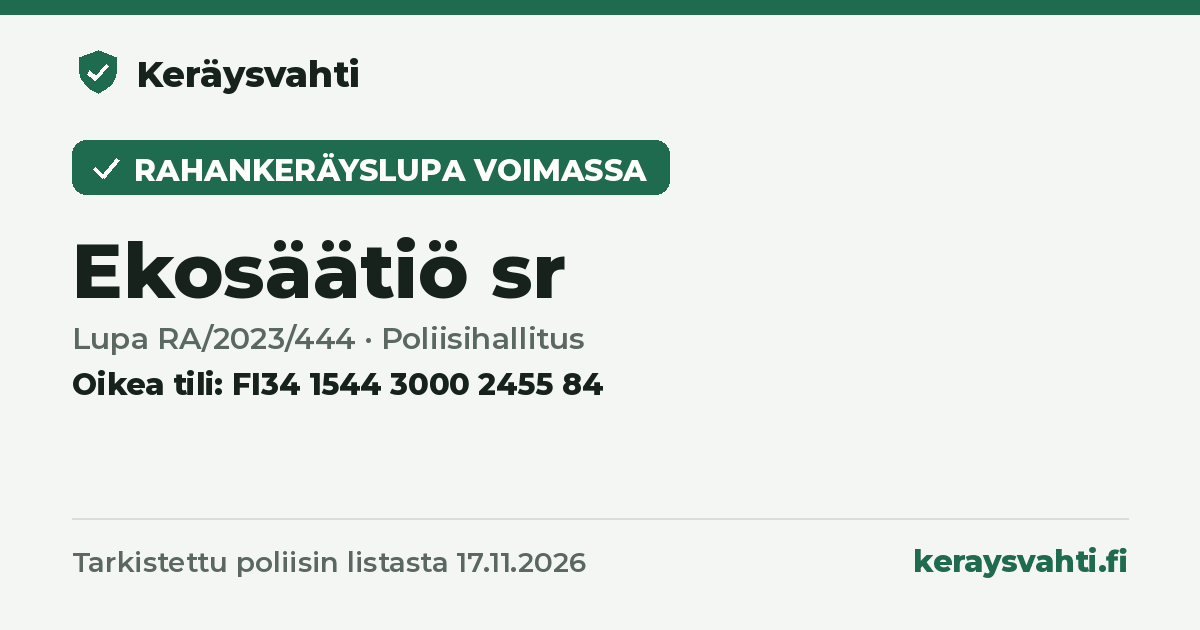 Keräysvahti
RAHANKERÄYSLUPA VOIMASSA
Ekosäätiö sr
Lupa RA/2023/444 · Poliisihallitus
Oikea tili: FI34 1544 3000 2455 84
Tarkistettu poliisin listasta 17.11.2026
keraysvahti.fi